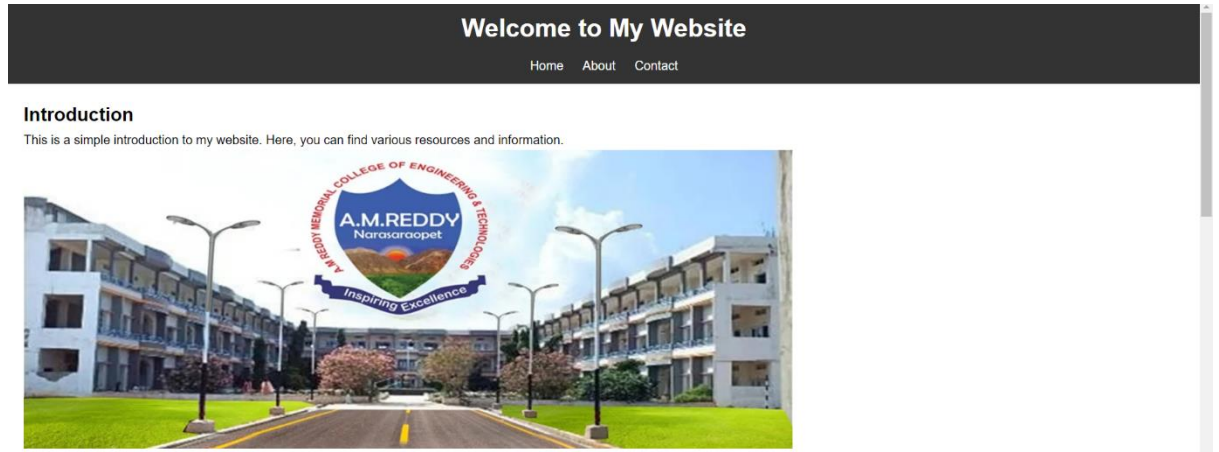 Welcome to My Website
Home About Contact
Introduction
This is a simple introduction to my website. Here, you can find various resources and information.
A.M REDDY MEMORIAL COLLEGE OF ENGINEERING & TECHNOLOGIES
A.M.REDDY
Narasaraopet
Inspiring Excellence